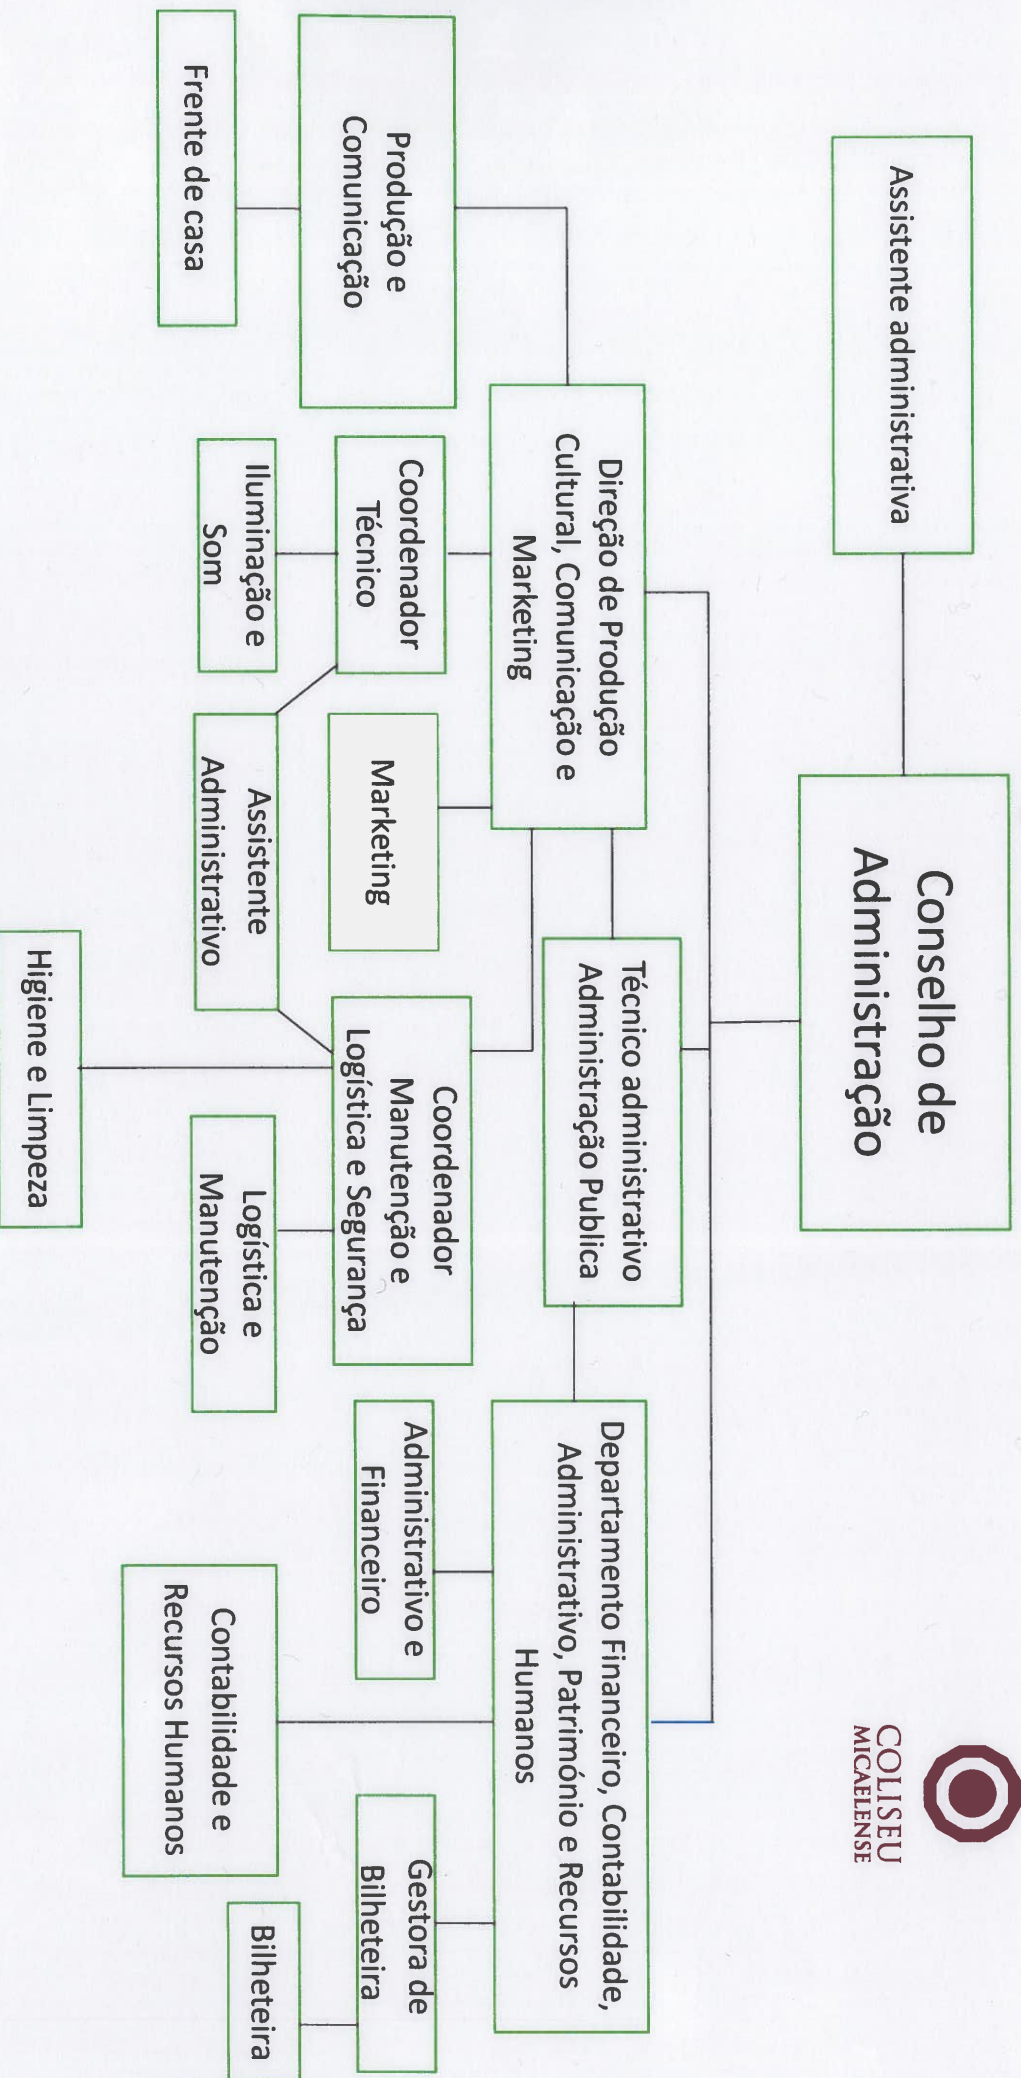 COLISEU
MICAELENSE
Conselho de
Administração
Assistente administrativa
Direção de Produção
Cultural, Comunicação e
Marketing
Técnico administrativo
Administração Publica
Departamento Financeiro, Contabilidade,
Administrativo, Património e Recursos
Humanos
Produção e
Comunicação
Frente de casa
Coordenador
Técnico
Iluminação e
Som
Marketing
Assistente
Administrativo
Coordenador
Manutenção e
Logística e Segurança
Logística e
Manutenção
Higiene e Limpeza
Administrativo e
Financeiro
Contabilidade e
Recursos Humanos
Gestora de
Bilheteira
Bilheteira